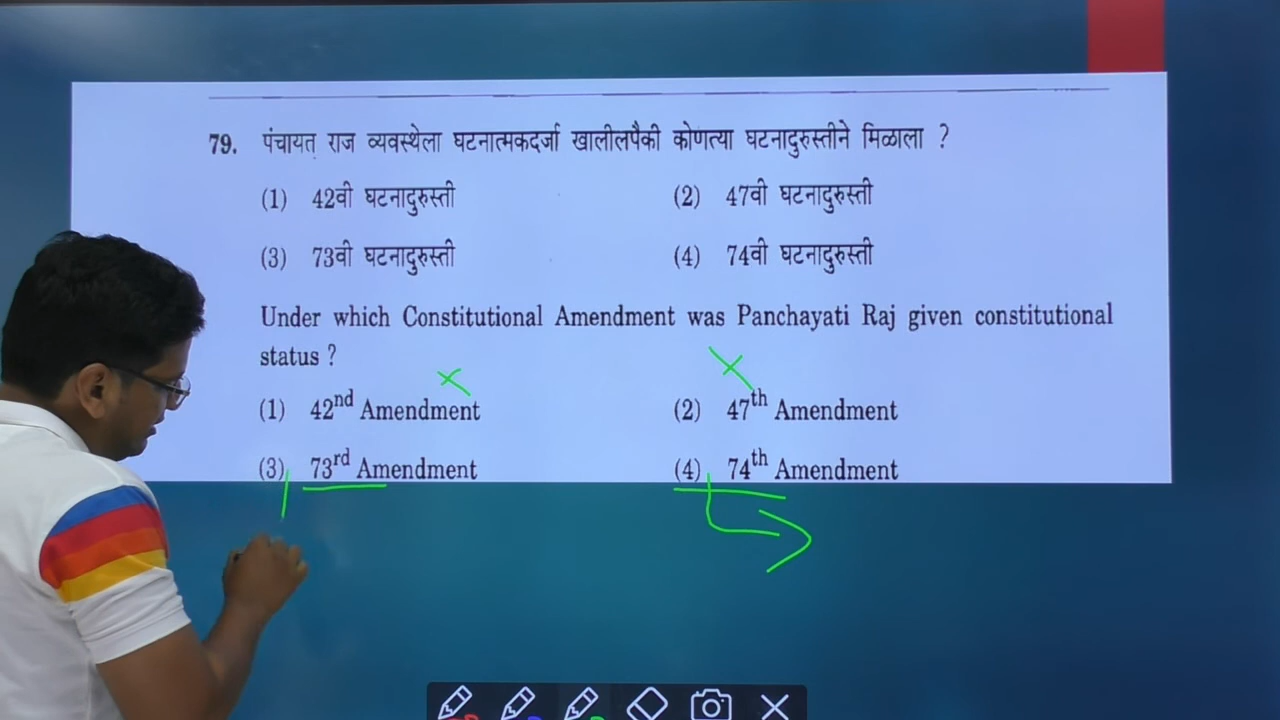 79. पंचायत राज व्यवस्थेला घटनात्मकदर्जा खालीलपैकी कोणत्या घटनादुरुस्तीने मिळाला ?
(1) 42वी घटनादुरुस्ती (2) 47वी घटनादुरुस्ती
(3) 73वी घटनादुरुस्ती (4) 74वी घटनादुरुस्ती
Under which Constitutional Amendment was Panchayati Raj given constitutional
status ?
(1) 42nd Amendment (2) 47th Amendment
(3) 73rd Amendment (4) 74th Amendment